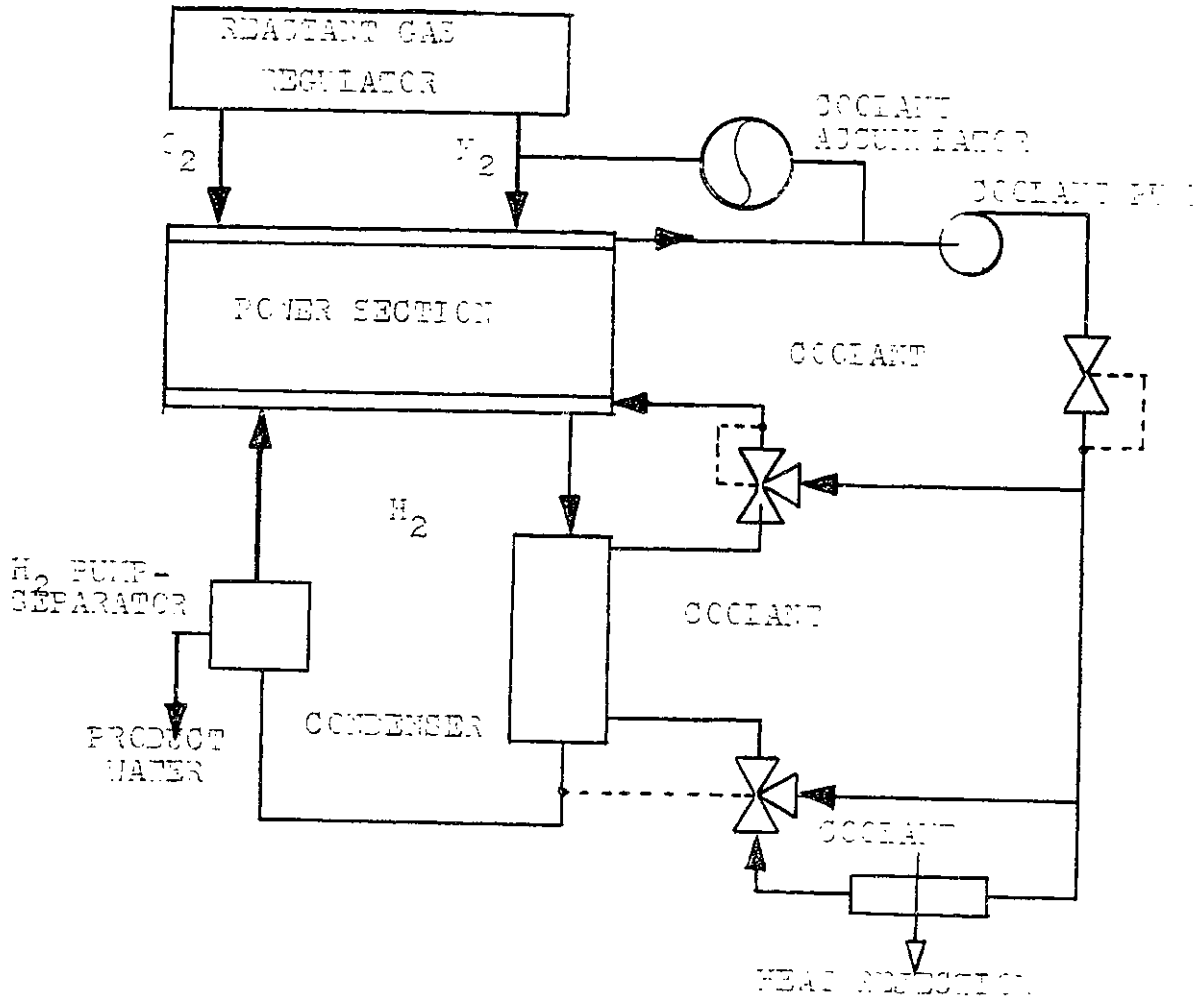 REACTANT GAS
REGULATOR
O2
H2
COOLANT
ACCUMULATOR
COOLANT
POWER SECTION
COOLANT
H2
H2 PUMP-
SEPARATOR
COOLANT
CONDENSER
PRODUCT
WATER
COOLANT
HEAT REJECTION